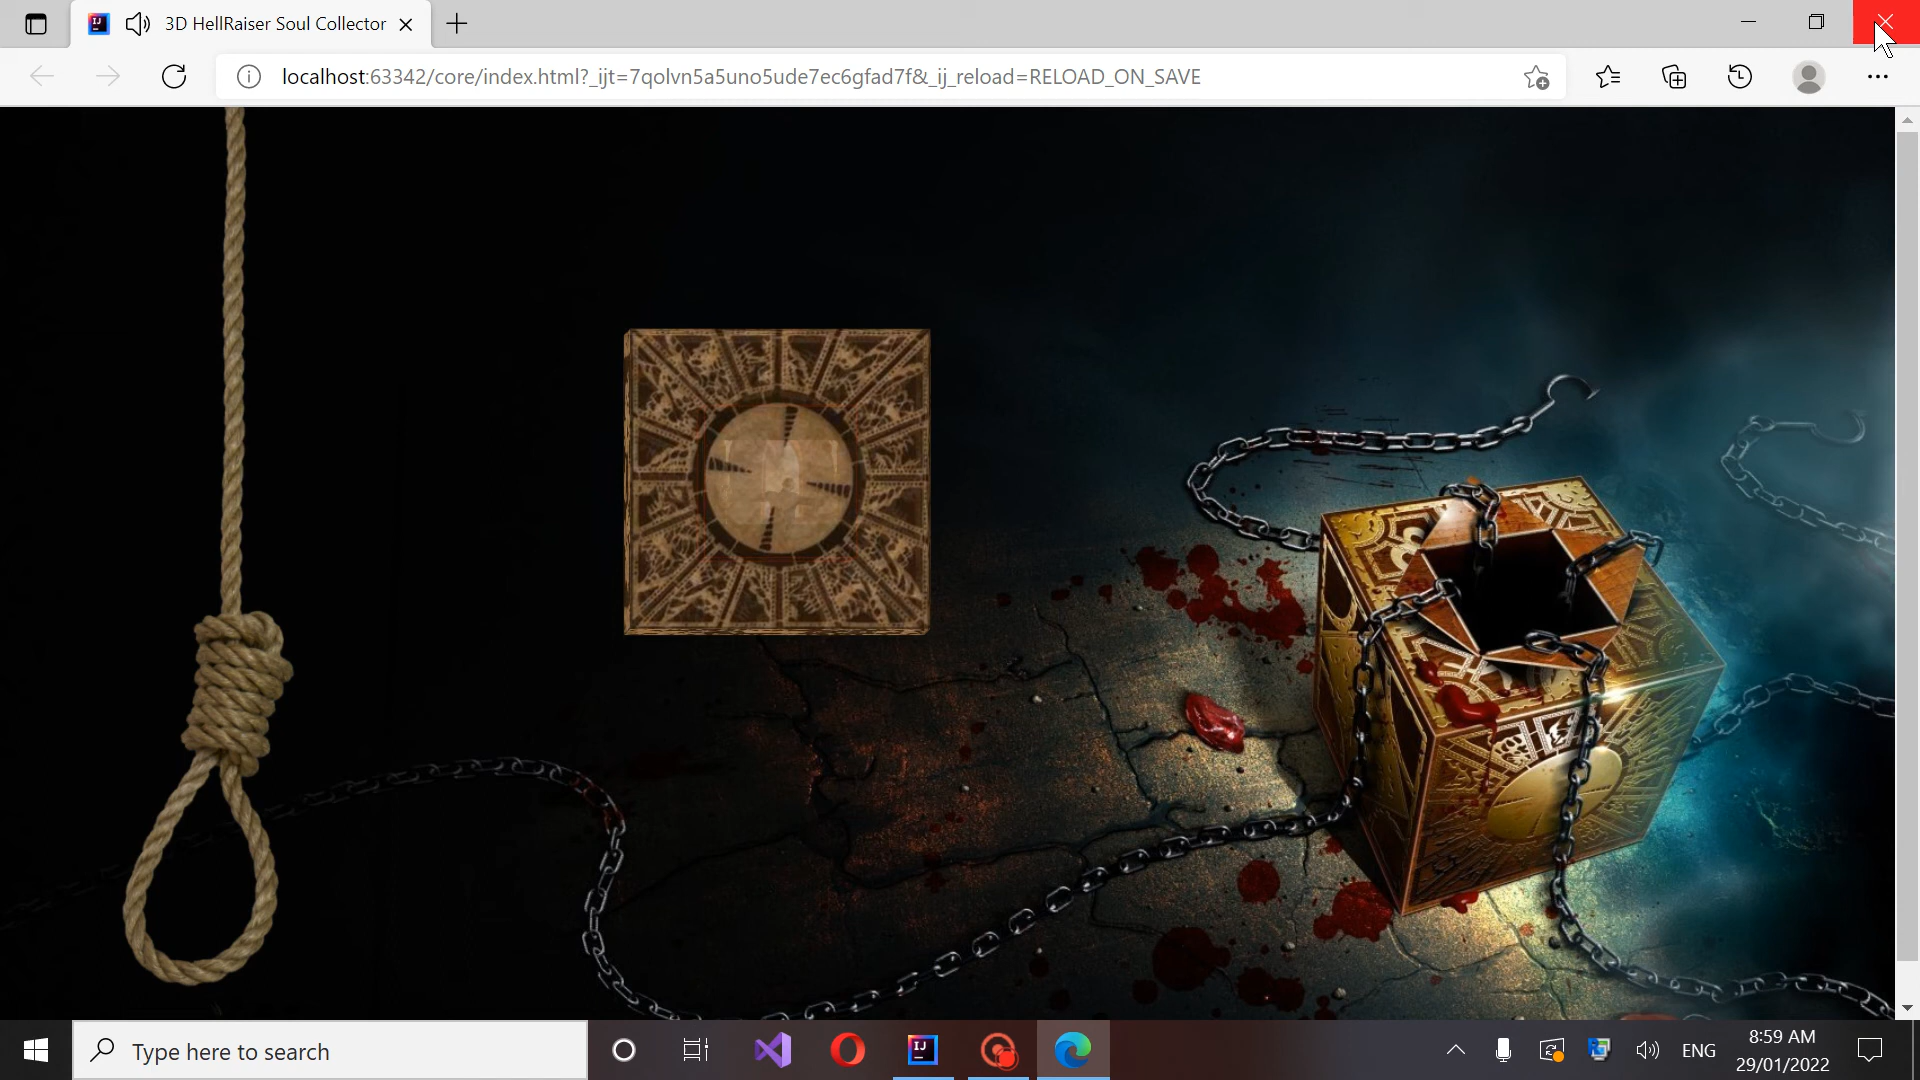 3D HellRaiser Soul Collector
localhost:63342/core/index.html?_ijt=7qolvn5a5uno5ude7ec6gfad7f&_ij_reload=RELOAD_ON_SAVE
IJ
Type here to search
ENG
8:59 AM
29/01/2022